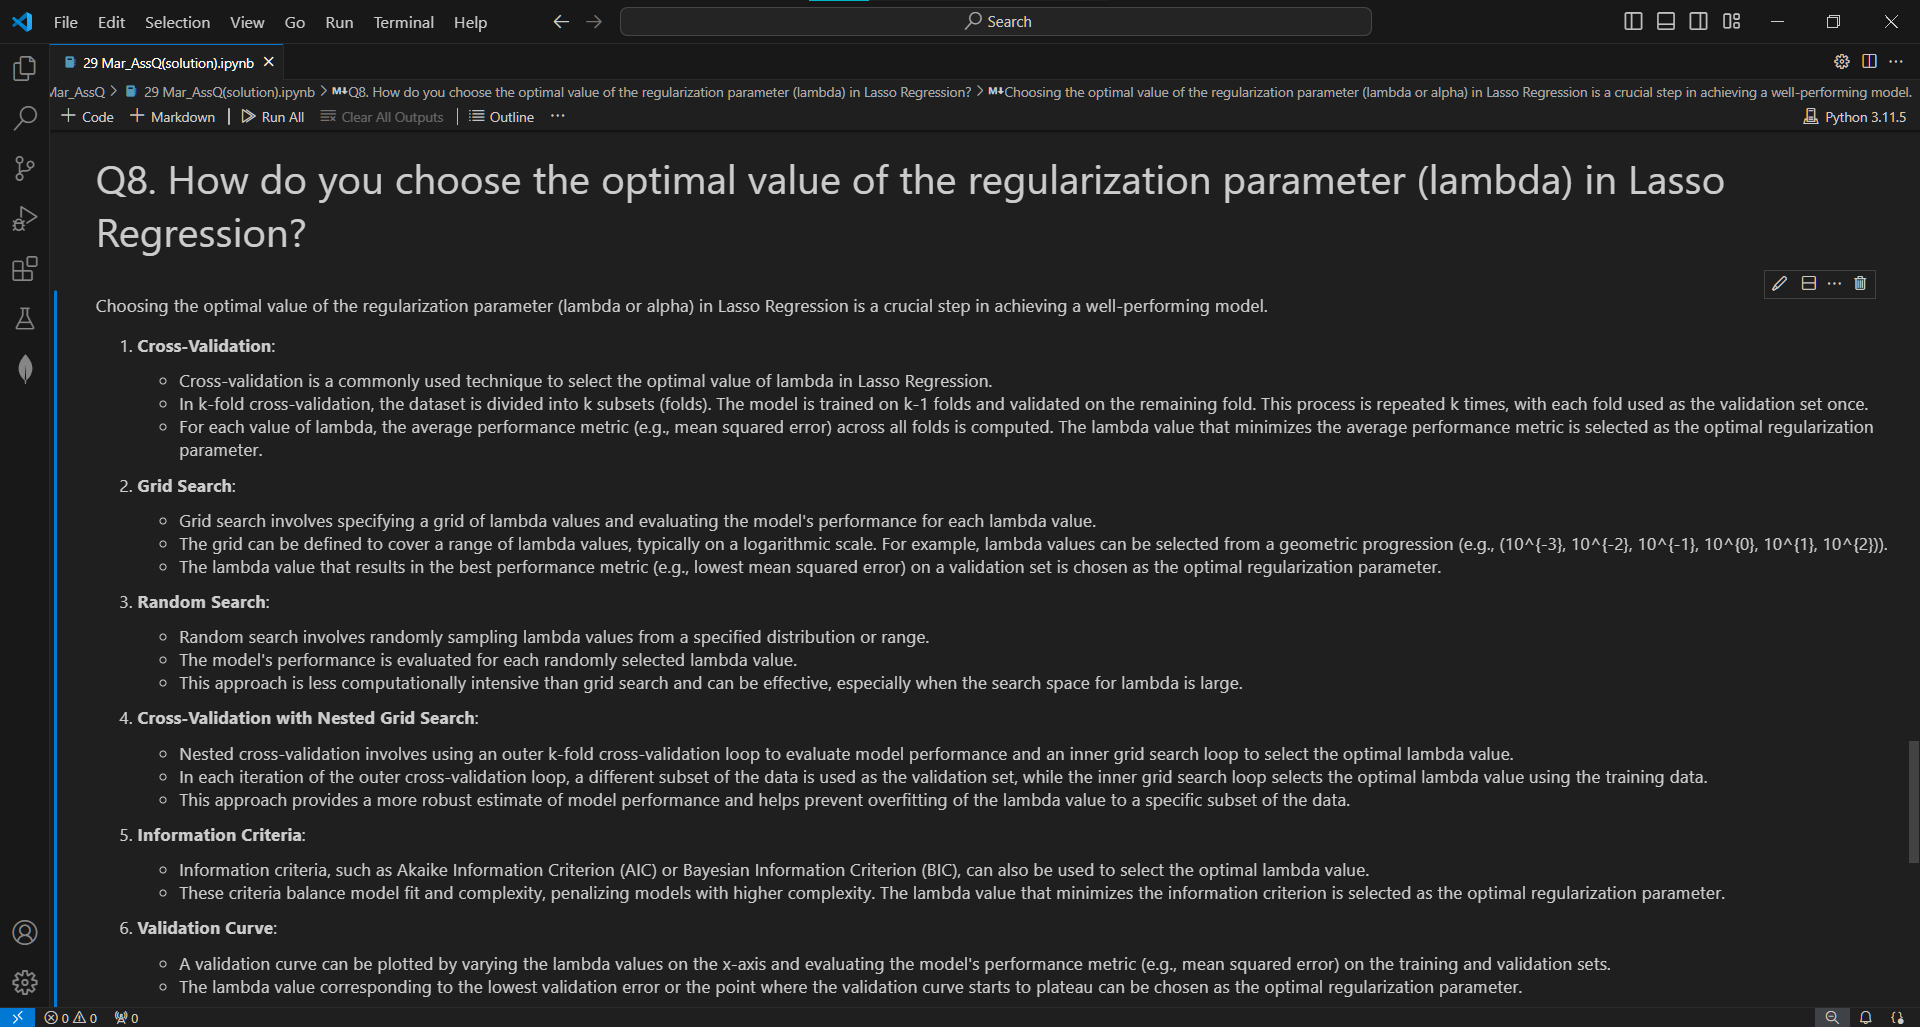 File Edit Selection View Go Run Terminal Help
Search
29 Mar_AssQ(solution).ipynb
Mar_AssQ > 29 Mar_AssQ(solution).ipynb > M↓Q8. How do you choose the optimal value of the regularization parameter (lambda) in Lasso Regression? > M↓Choosing the optimal value of the regularization parameter (lambda or alpha) in Lasso Regression is a crucial step in achieving a well-performing model.
+ Code + Markdown | Run All Clear All Outputs | Outline ...
Python 3.11.5
Q8. How do you choose the optimal value of the regularization parameter (lambda) in Lasso
Regression?
Choosing the optimal value of the regularization parameter (lambda or alpha) in Lasso Regression is a crucial step in achieving a well-performing model.
1. Cross-Validation:
◦ Cross-validation is a commonly used technique to select the optimal value of lambda in Lasso Regression.
◦ In k-fold cross-validation, the dataset is divided into k subsets (folds). The model is trained on k-1 folds and validated on the remaining fold. This process is repeated k times, with each fold used as the validation set once.
◦ For each value of lambda, the average performance metric (e.g., mean squared error) across all folds is computed. The lambda value that minimizes the average performance metric is selected as the optimal regularization
parameter.
2. Grid Search:
◦ Grid search involves specifying a grid of lambda values and evaluating the model's performance for each lambda value.
◦ The grid can be defined to cover a range of lambda values, typically on a logarithmic scale. For example, lambda values can be selected from a geometric progression (e.g., (10^{-3}, 10^{-2}, 10^{-1}, 10^{0}, 10^{1}, 10^{2})).
◦ The lambda value that results in the best performance metric (e.g., lowest mean squared error) on a validation set is chosen as the optimal regularization parameter.
3. Random Search:
◦ Random search involves randomly sampling lambda values from a specified distribution or range.
◦ The model's performance is evaluated for each randomly selected lambda value.
◦ This approach is less computationally intensive than grid search and can be effective, especially when the search space for lambda is large.
4. Cross-Validation with Nested Grid Search:
◦ Nested cross-validation involves using an outer k-fold cross-validation loop to evaluate model performance and an inner grid search loop to select the optimal lambda value.
◦ In each iteration of the outer cross-validation loop, a different subset of the data is used as the validation set, while the inner grid search loop selects the optimal lambda value using the training data.
◦ This approach provides a more robust estimate of model performance and helps prevent overfitting of the lambda value to a specific subset of the data.
5. Information Criteria:
◦ Information criteria, such as Akaike Information Criterion (AIC) or Bayesian Information Criterion (BIC), can also be used to select the optimal lambda value.
◦ These criteria balance model fit and complexity, penalizing models with higher complexity. The lambda value that minimizes the information criterion is selected as the optimal regularization parameter.
6. Validation Curve:
◦ A validation curve can be plotted by varying the lambda values on the x-axis and evaluating the model's performance metric (e.g., mean squared error) on the training and validation sets.
◦ The lambda value corresponding to the lowest validation error or the point where the validation curve starts to plateau can be chosen as the optimal regularization parameter.
0 0 0